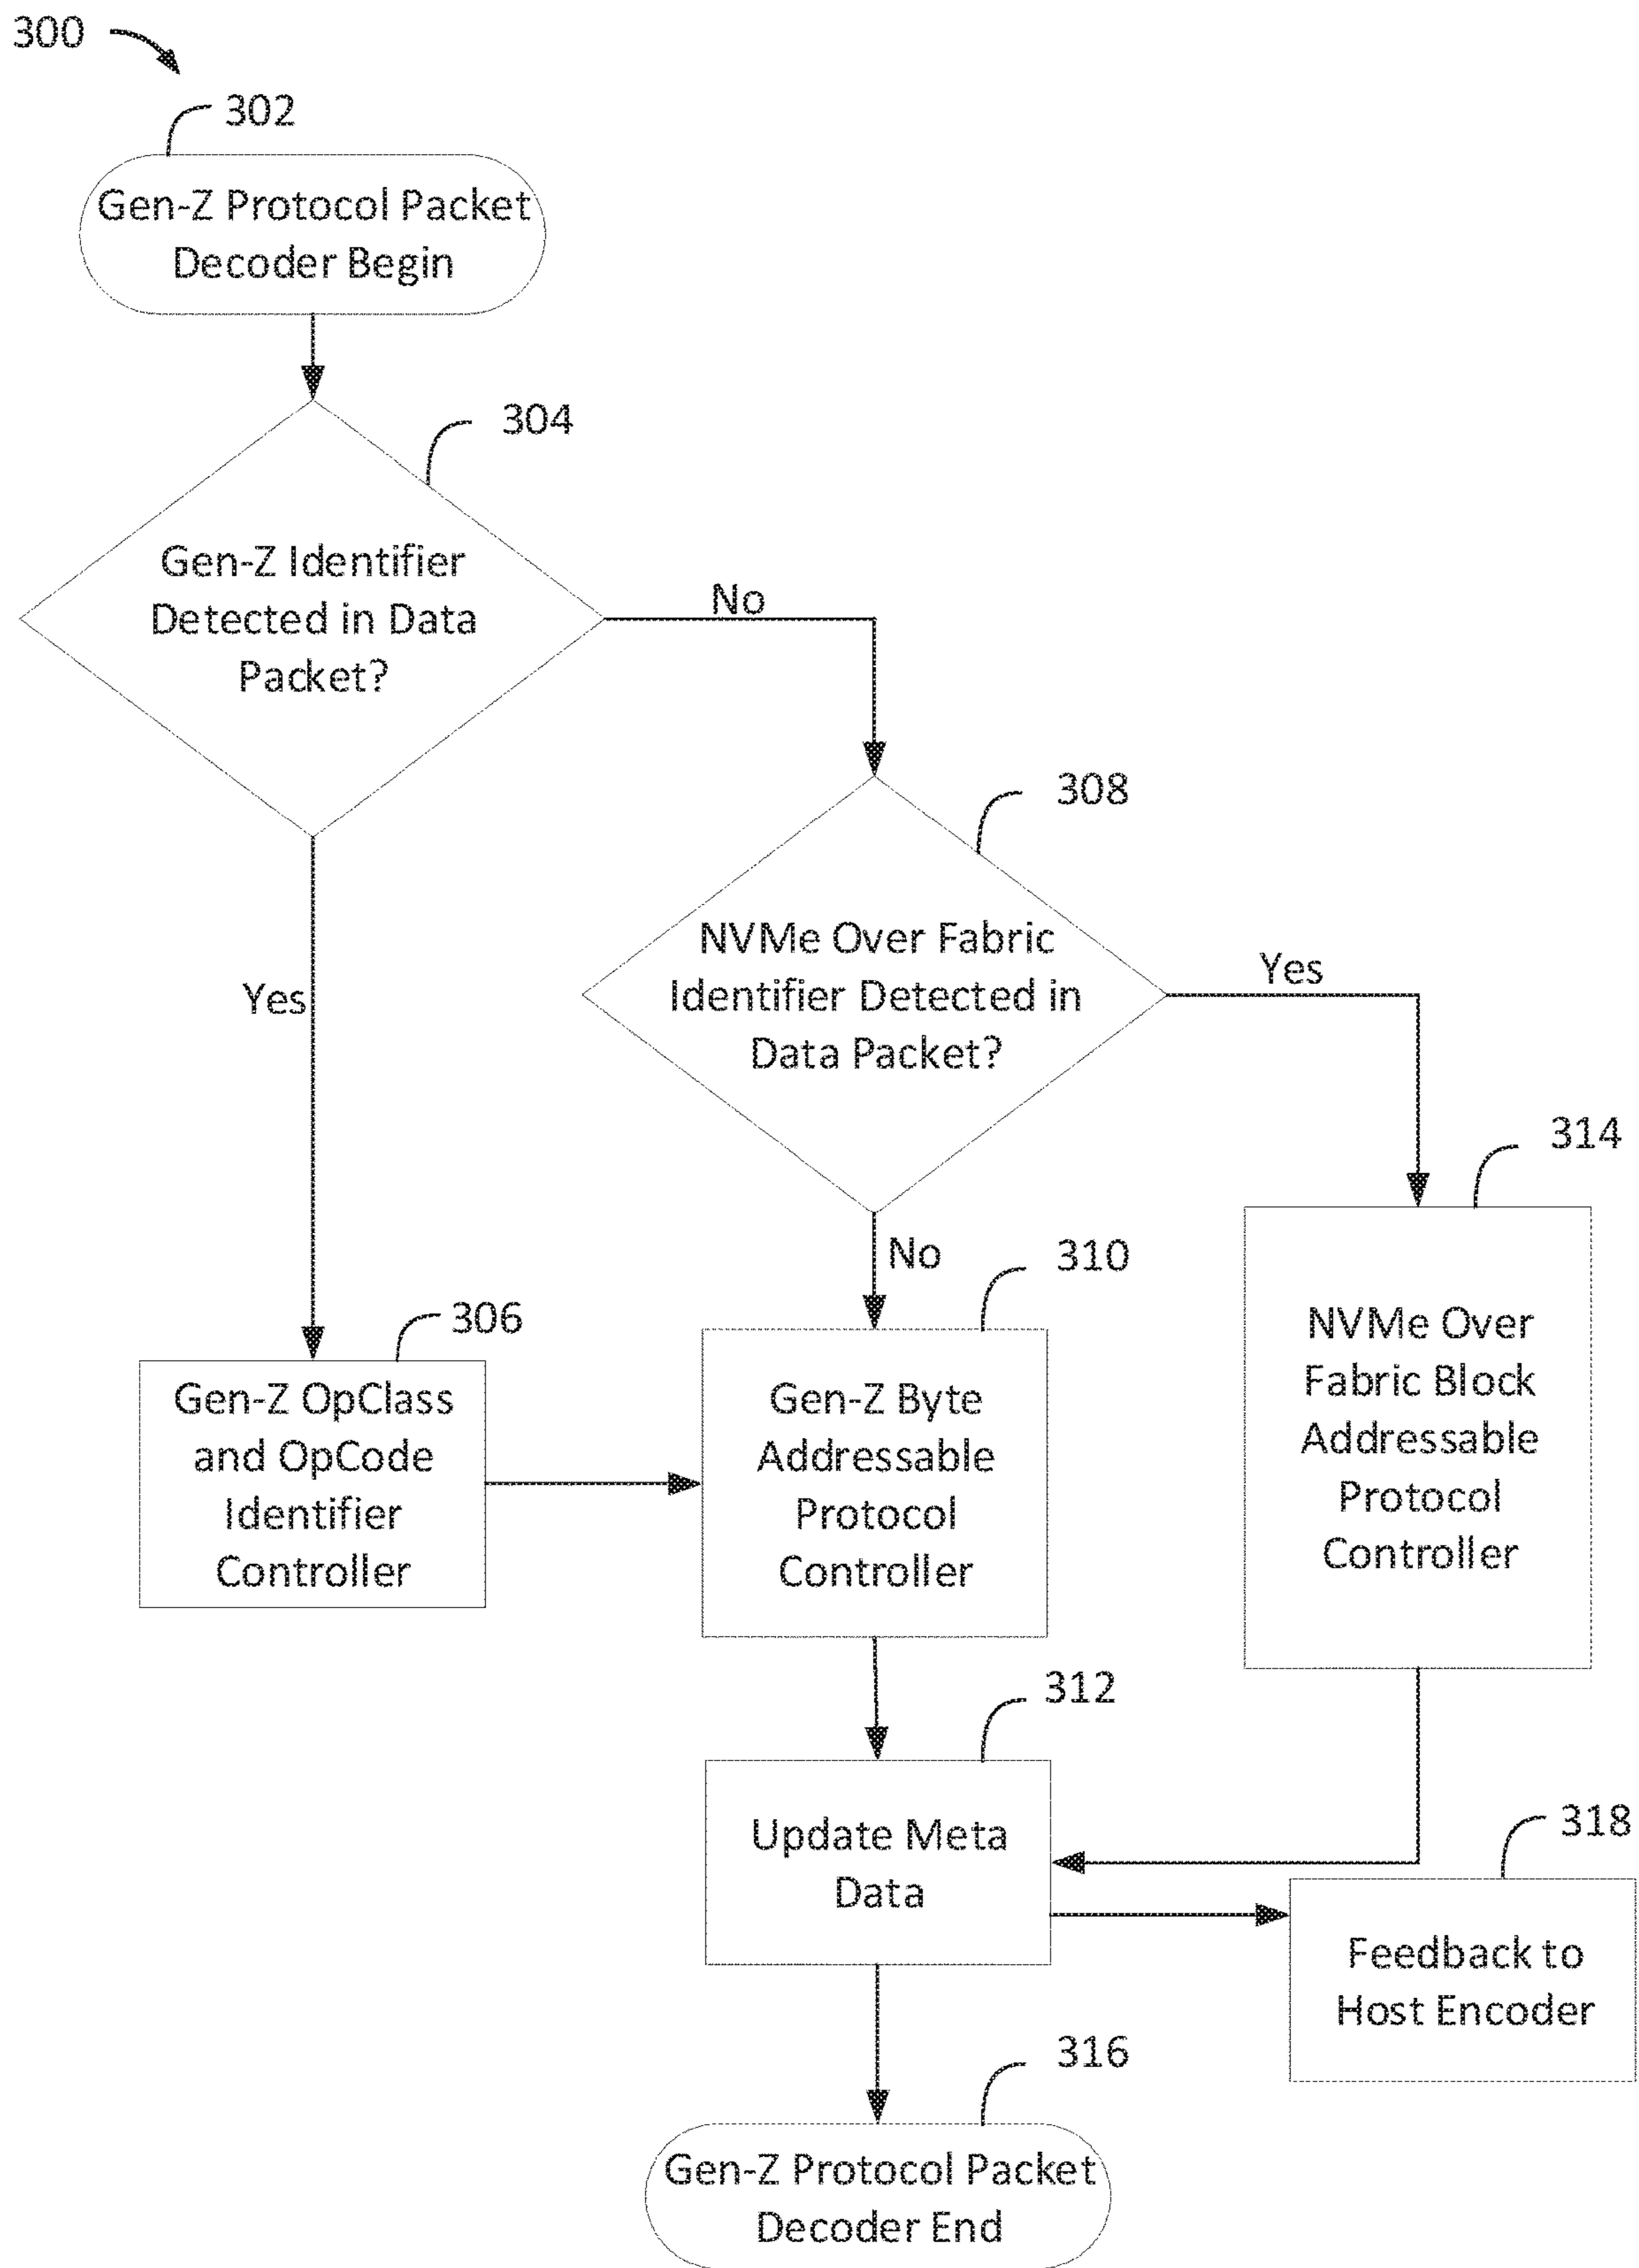 300
302
Gen-Z Protocol Packet
Decoder Begin
304
Gen-Z Identifier
Detected in Data
Packet?
No
308
NVMe Over Fabric
Identifier Detected in
Data Packet?
Yes
Yes
314
NVMe Over
Fabric Block
Addressable
Protocol
Controller
No
310
306
Gen-Z OpClass
and OpCode
Identifier
Controller
Gen-Z Byte
Addressable
Protocol
Controller
312
Update Meta
Data
318
Feedback to
Host Encoder
316
Gen-Z Protocol Packet
Decoder End